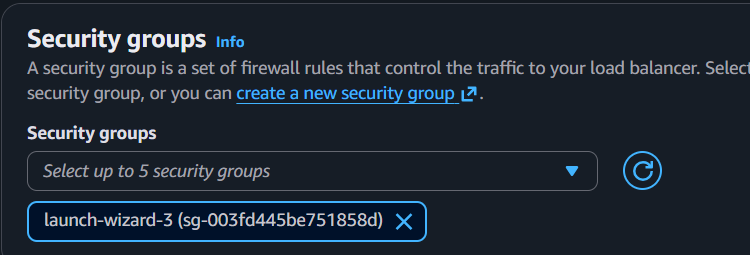 Security groups Info
A security group is a set of firewall rules that control the traffic to your load balancer. Select
security group, or you can create a new security group .
Security groups
Select up to 5 security groups
launch-wizard-3 (sg-003fd445be751858d)